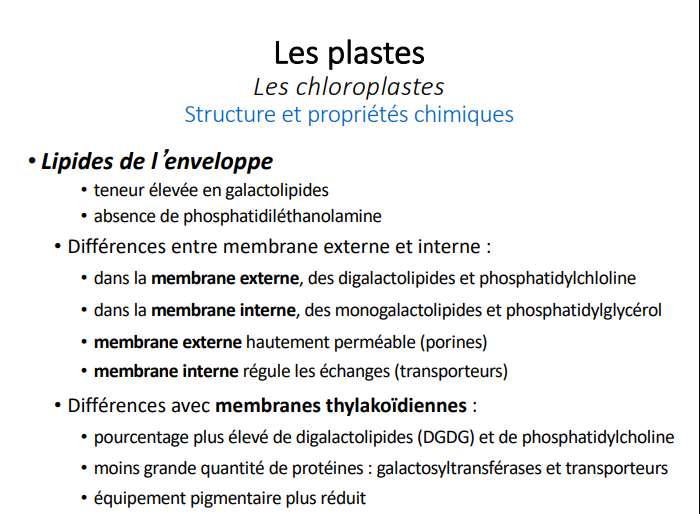 Les plastes
Les chloroplastes
Structure et propriétés chimiques
• Lipides de l’enveloppe
• teneur élevée en galactolipides
• absence de phosphatidiléthanolamine
• Différences entre membrane externe et interne :
• dans la membrane externe, des digalactolipides et phosphatidylchloline
• dans la membrane interne, des monogalactolipides et phosphatidylglycérol
• membrane externe hautement perméable (porines)
• membrane interne régule les échanges (transporteurs)
• Différences avec membranes thylakoïdiennes :
• pourcentage plus élevé de digalactolipides (DGDG) et de phosphatidylcholine
• moins grande quantité de protéines : galactosyltransférases et transporteurs
• équipement pigmentaire plus réduit